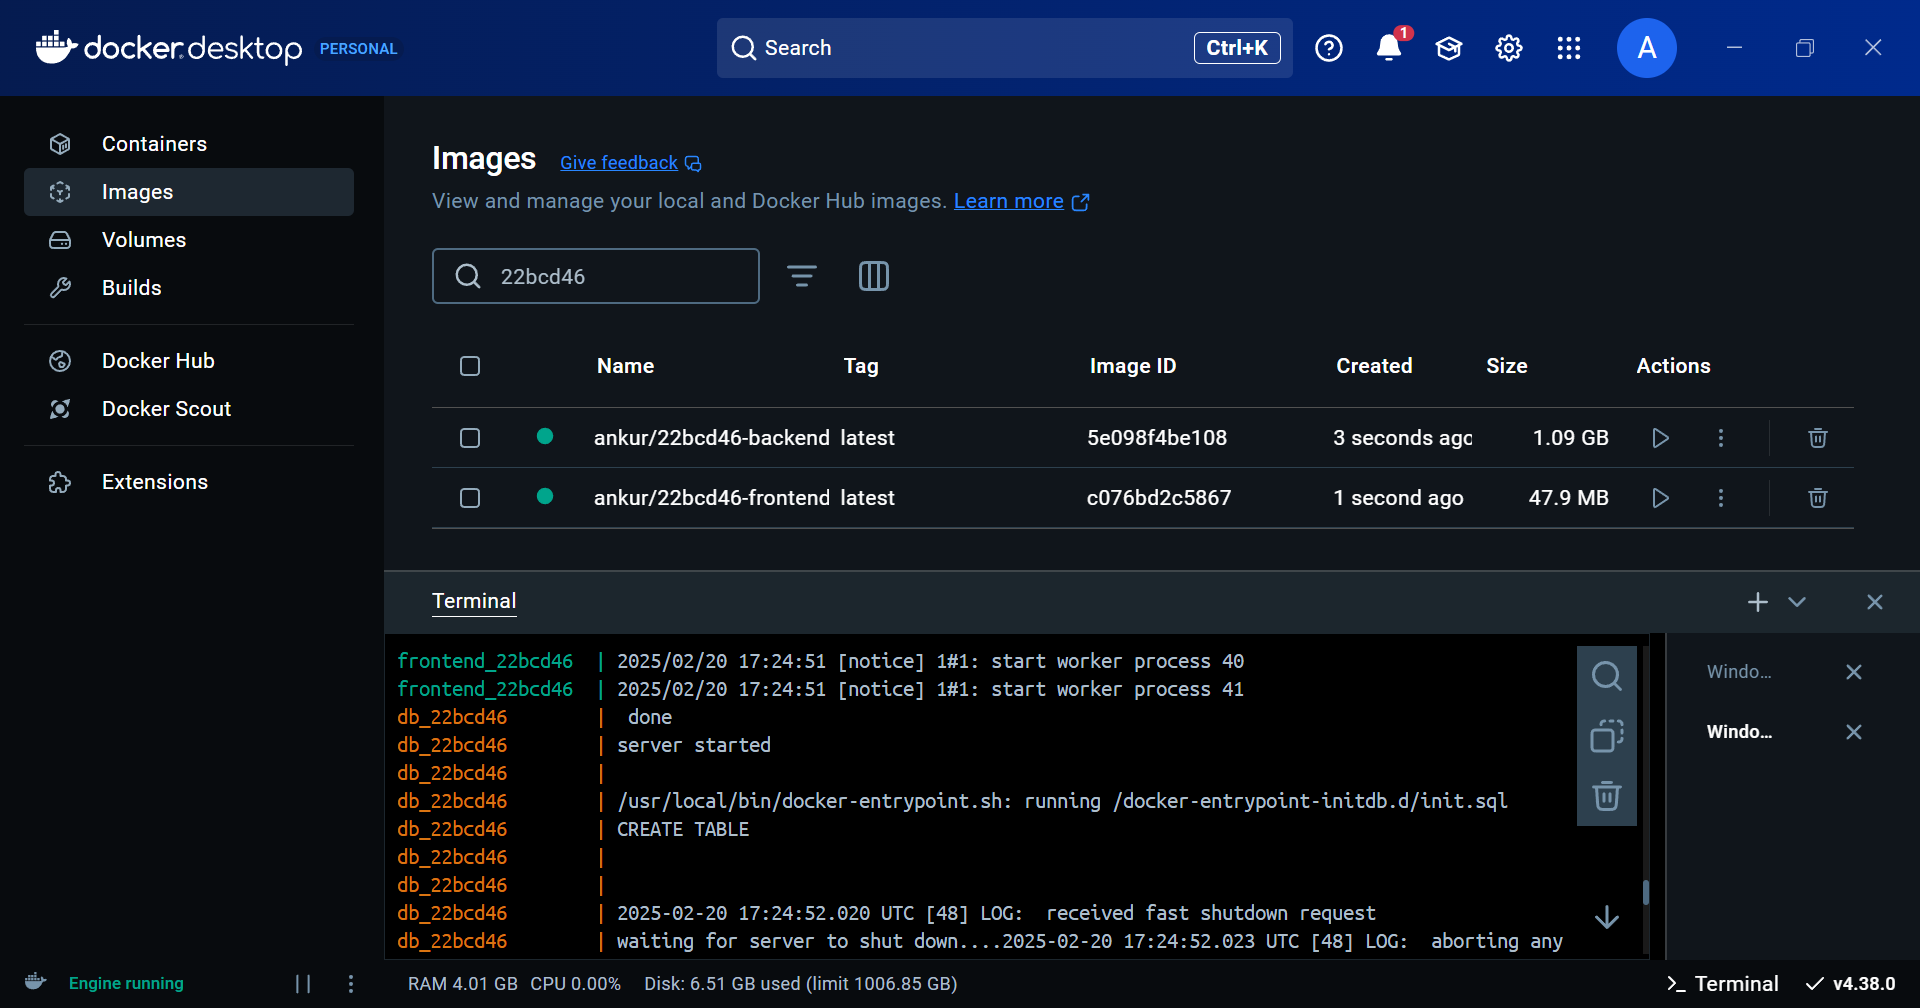 docker desktop PERSONAL
Search Ctrl+K
1
A
Containers
Images
Volumes
Builds
Docker Hub
Docker Scout
Extensions
Images Give feedback
View and manage your local and Docker Hub images. Learn more
22bcd46
Name Tag Image ID Created Size Actions
ankur/22bcd46-backend latest 5e098f4be108 3 seconds ago 1.09 GB
ankur/22bcd46-frontend latest c076bd2c5867 1 second ago 47.9 MB
Terminal
frontend_22bcd46 | 2025/02/20 17:24:51 [notice] 1#1: start worker process 40
frontend_22bcd46 | 2025/02/20 17:24:51 [notice] 1#1: start worker process 41
db_22bcd46 | done
db_22bcd46 | server started
db_22bcd46 |
db_22bcd46 | /usr/local/bin/docker-entrypoint.sh: running /docker-entrypoint-initdb.d/init.sql
db_22bcd46 | CREATE TABLE
db_22bcd46 |
db_22bcd46 |
db_22bcd46 | 2025-02-20 17:24:52.020 UTC [48] LOG:  received fast shutdown request
db_22bcd46 | waiting for server to shut down....2025-02-20 17:24:52.023 UTC [48] LOG:  aborting any
Windo...
Windo...
Engine running
RAM 4.01 GB CPU 0.00% Disk: 6.51 GB used (limit 1006.85 GB)
Terminal v4.38.0